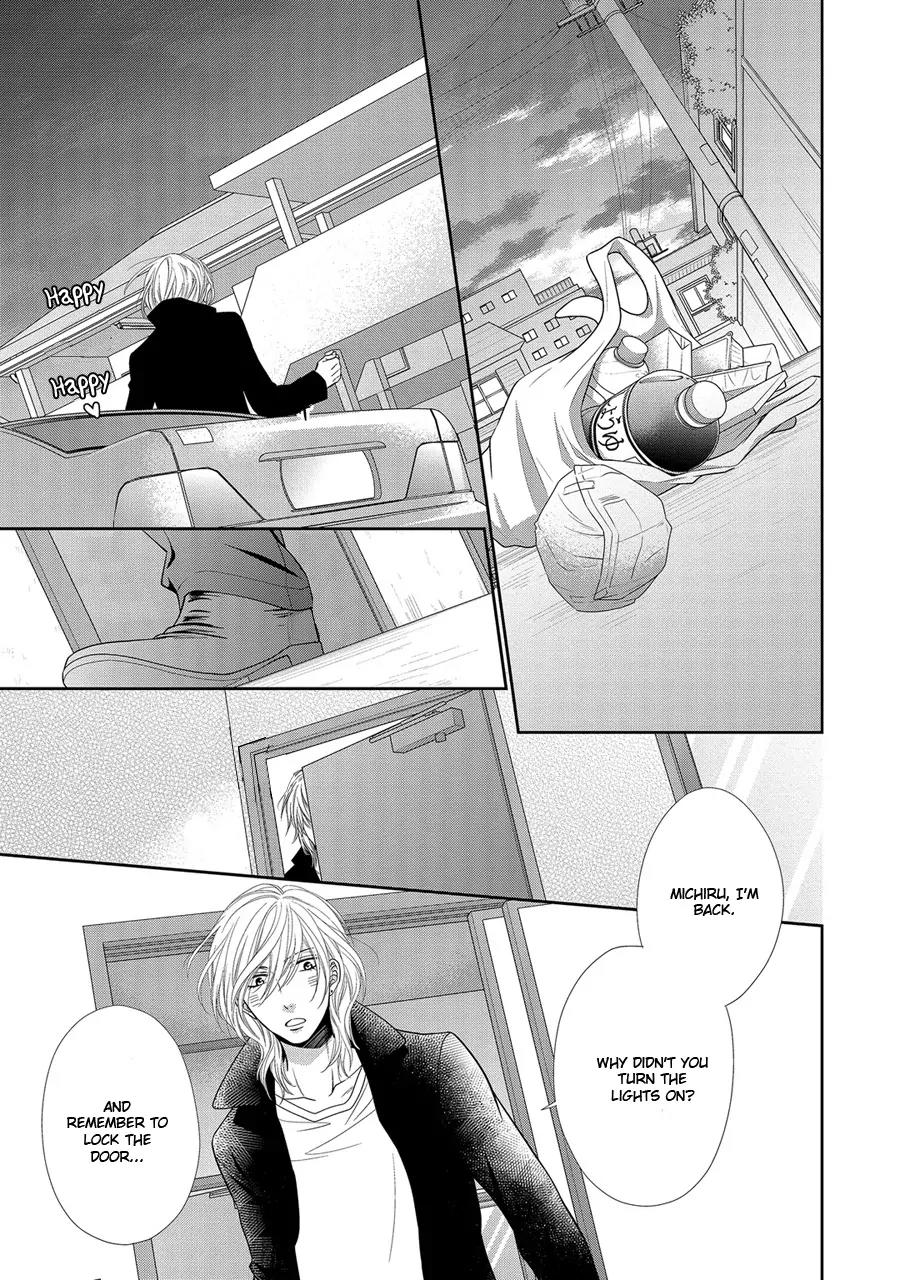 しょうゆ
Happy
Happy
MICHIRU, I'M
BACK.
WHY DIDN'T YOU
TURN THE
LIGHTS ON?
AND
REMEMBER TO
LOCK THE
DOOR...